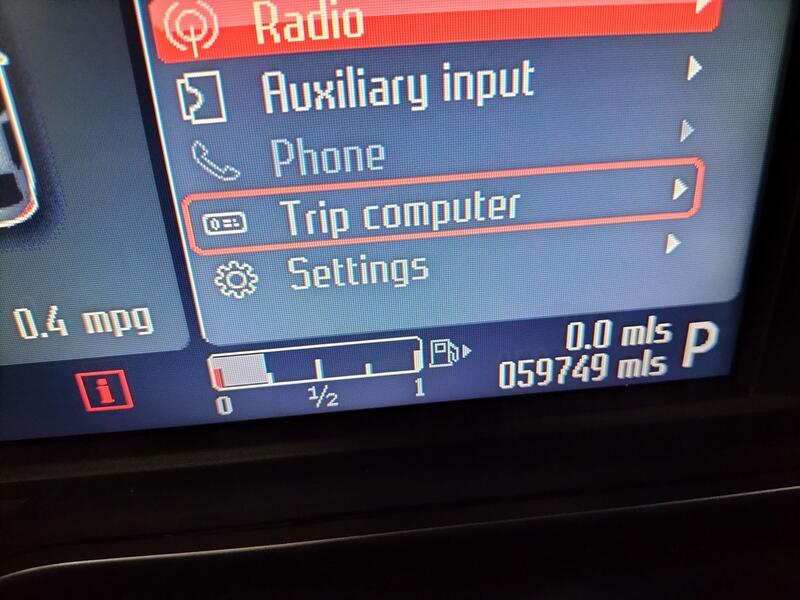 Radio
Auxiliary input
Phone
Trip computer
Settings
0.4 mpg
0.0 mls
059749 mls
P
i
0 1/2 1